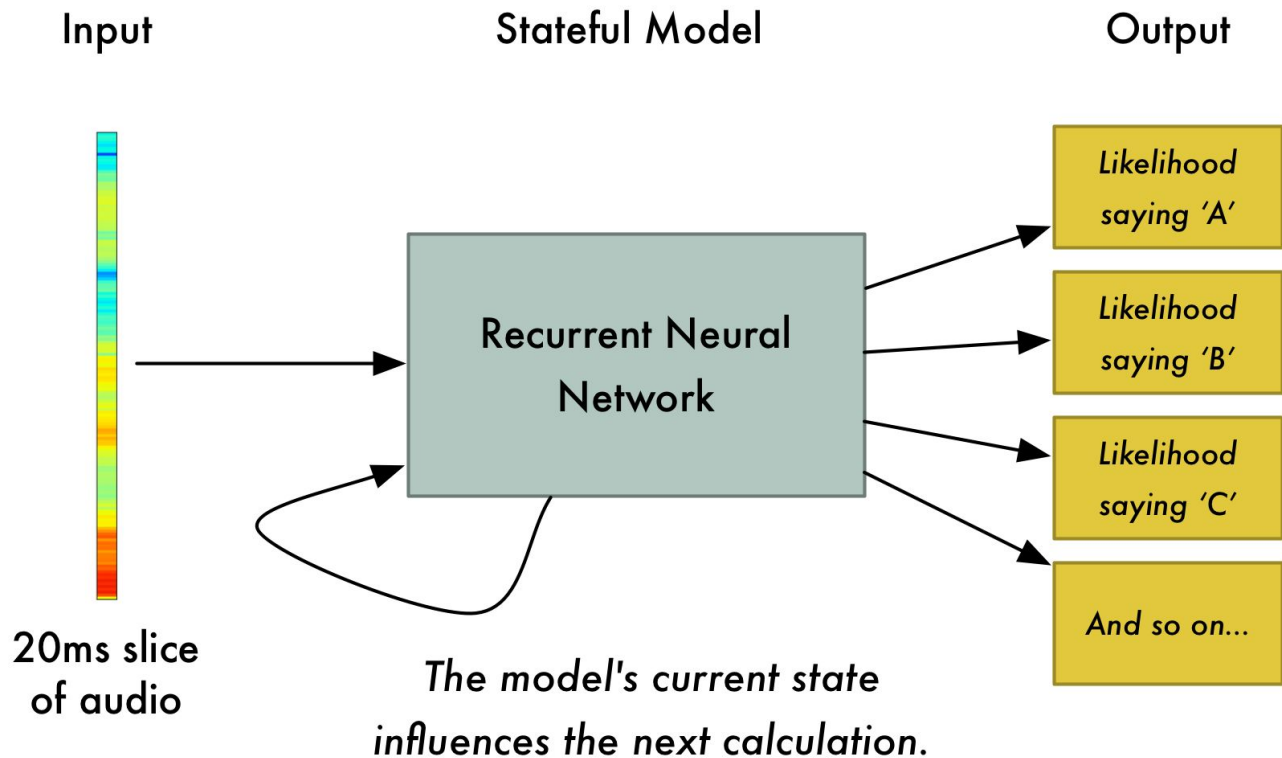 Input
Stateful Model
Output
Likelihood
saying ‘A’
Likelihood
saying ‘B’
Recurrent Neural
Network
Likelihood
saying ‘C’
And so on...
20ms slice
of audio
The model's current state
influences the next calculation.